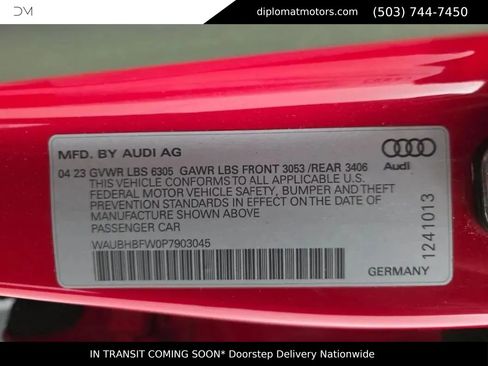 DM
diplomatmotors.com (503) 744-7450
MFD. BY AUDI AG
Audi
04 23 GVWR LBS 6305 GAWR LBS FRONT 3053 /REAR 3406
THIS VEHICLE CONFORMS TO ALL APPLICABLE U.S.
FEDERAL MOTOR VEHICLE SAFETY, BUMPER AND THEFT
PREVENTION STANDARDS IN EFFECT ON THE DATE OF
MANUFACTURE SHOWN ABOVE
PASSENGER CAR
WAUBHBFW0P7903045
GERMANY
1241013
IN TRANSIT COMING SOON* Doorstep Delivery Nationwide